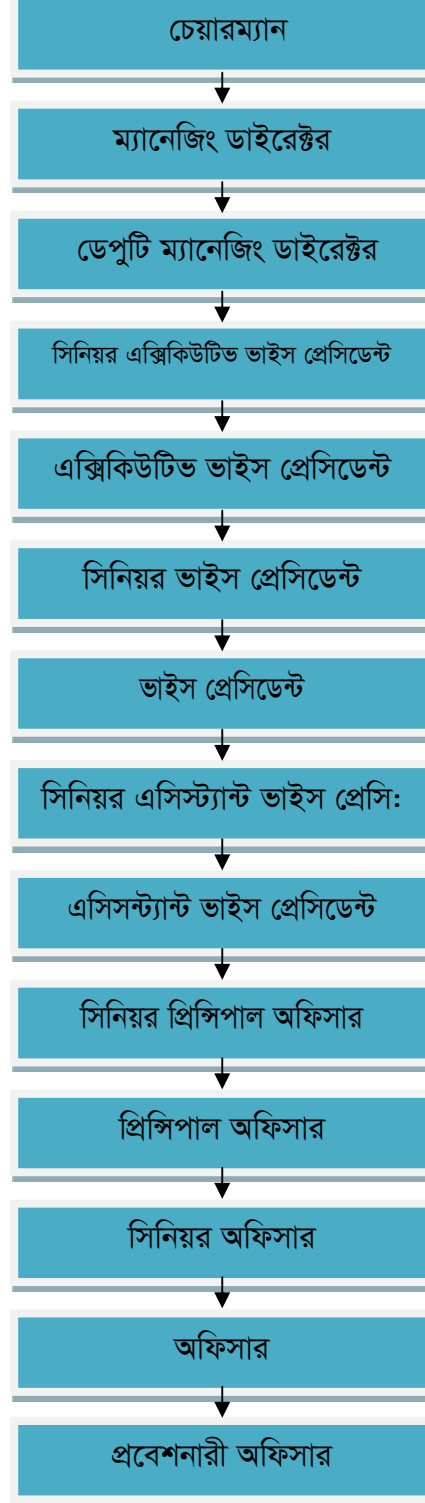 চেয়ারম্যান
ম্যানেজিং ডাইরেক্টর
ডেপুটি ম্যানেজিং ডাইরেক্টর
সিনিয়র এক্সিকিউটিভ ভাইস প্রেসিডেন্ট
এক্সিকিউটিভ ভাইস প্রেসিডেন্ট
সিনিয়র ভাইস প্রেসিডেন্ট
ভাইস প্রেসিডেন্ট
সিনিয়র এসিস্ট্যান্ট ভাইস প্রেসি:
এসিসন্ট্যান্ট ভাইস প্রেসিডেন্ট
সিনিয়র প্রিন্সিপাল অফিসার
প্রিন্সিপাল অফিসার
সিনিয়র অফিসার
অফিসার
প্রবেশনারী অফিসার